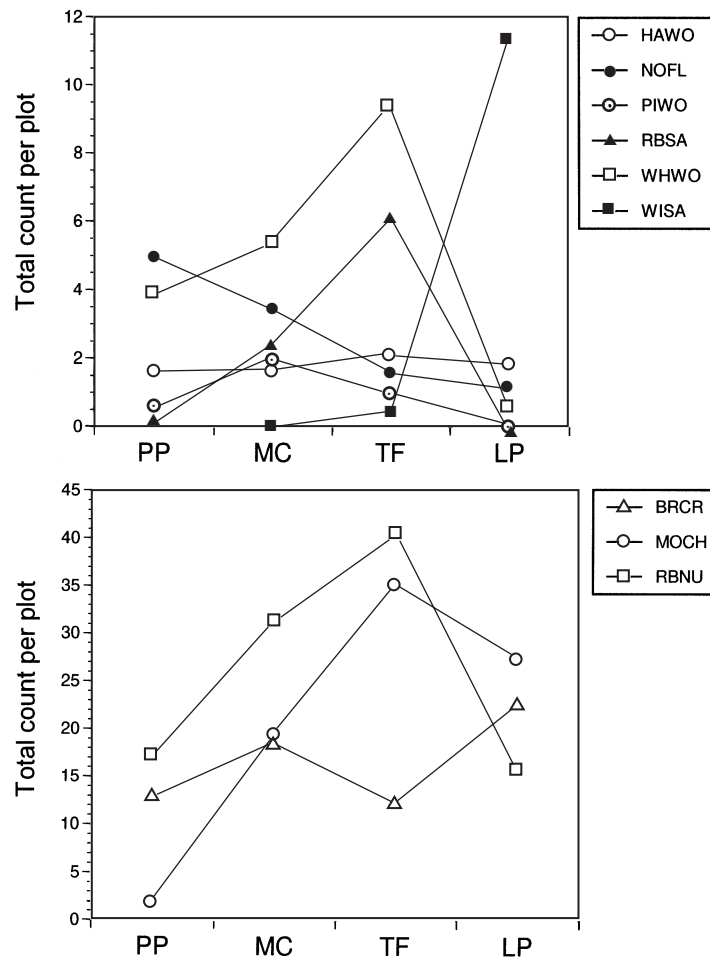 Total count per plot
12
10
8
6
4
2
0
PP MC TF LP
HAWO
NOFL
PIWO
RBSA
WHWO
WISA
Total count per plot
45
40
35
30
25
20
15
10
5
0
PP MC TF LP
BRCR
MOCH
RBNU